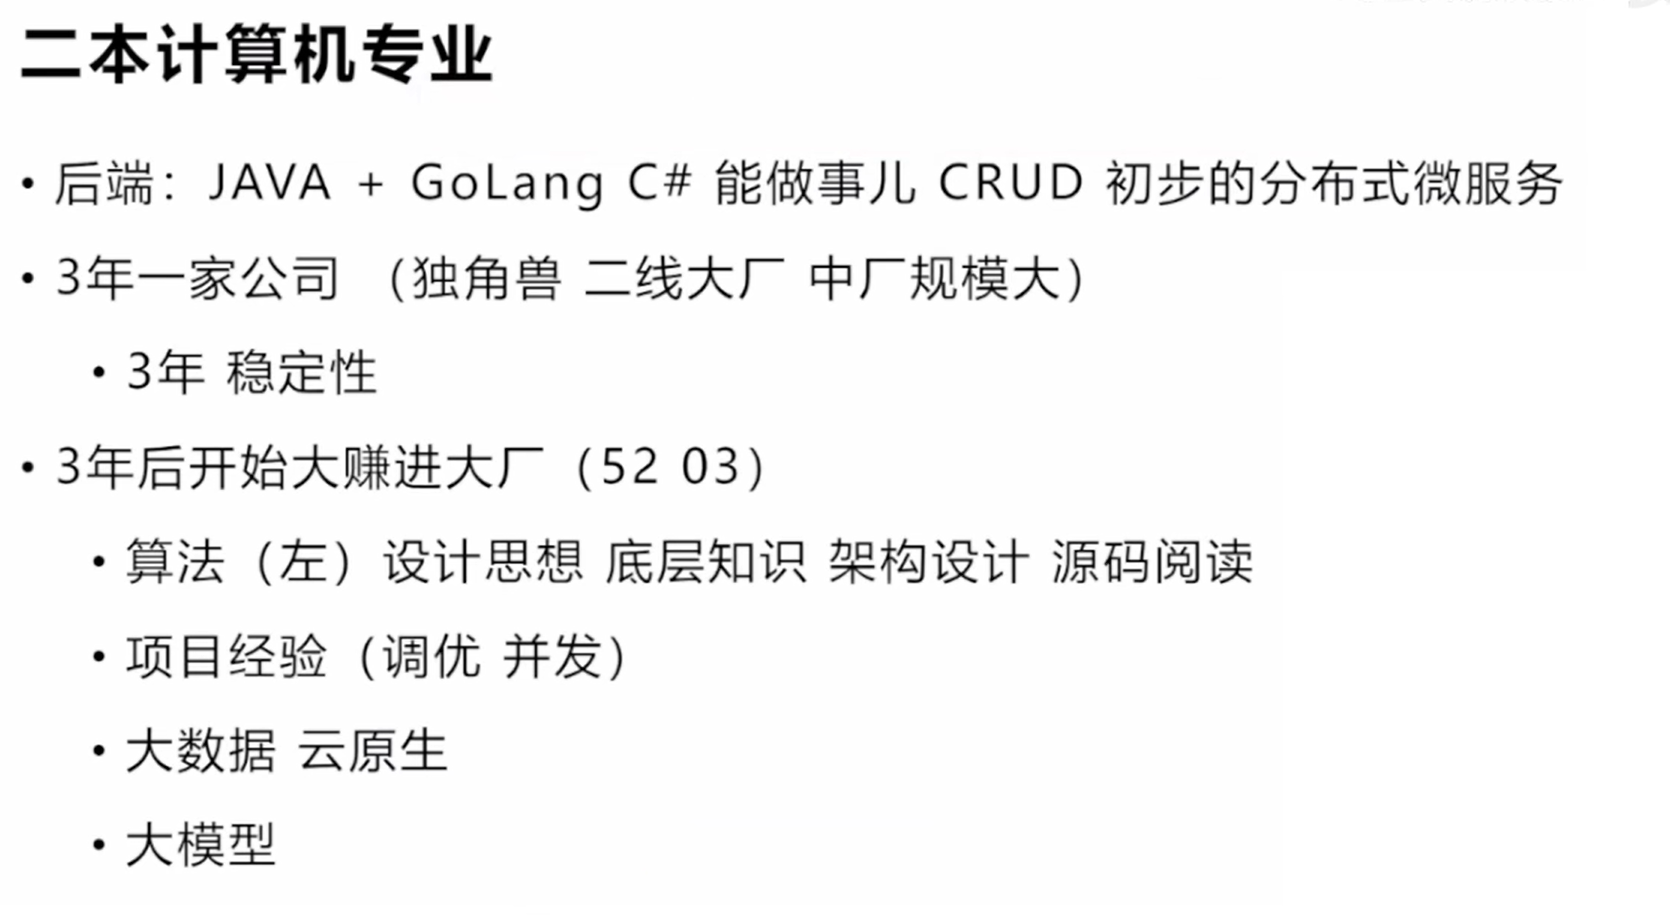 二本计算机专业
• 后端：JAVA + GoLang C# 能做事儿 CRUD 初步的分布式微服务
• 3年一家公司 （独角兽 二线大厂 中厂规模大）
• 3年 稳定性
• 3年后开始大赚进大厂（52 03）
• 算法（左）设计思想 底层知识 架构设计 源码阅读
• 项目经验（调优 并发）
• 大数据 云原生
• 大模型